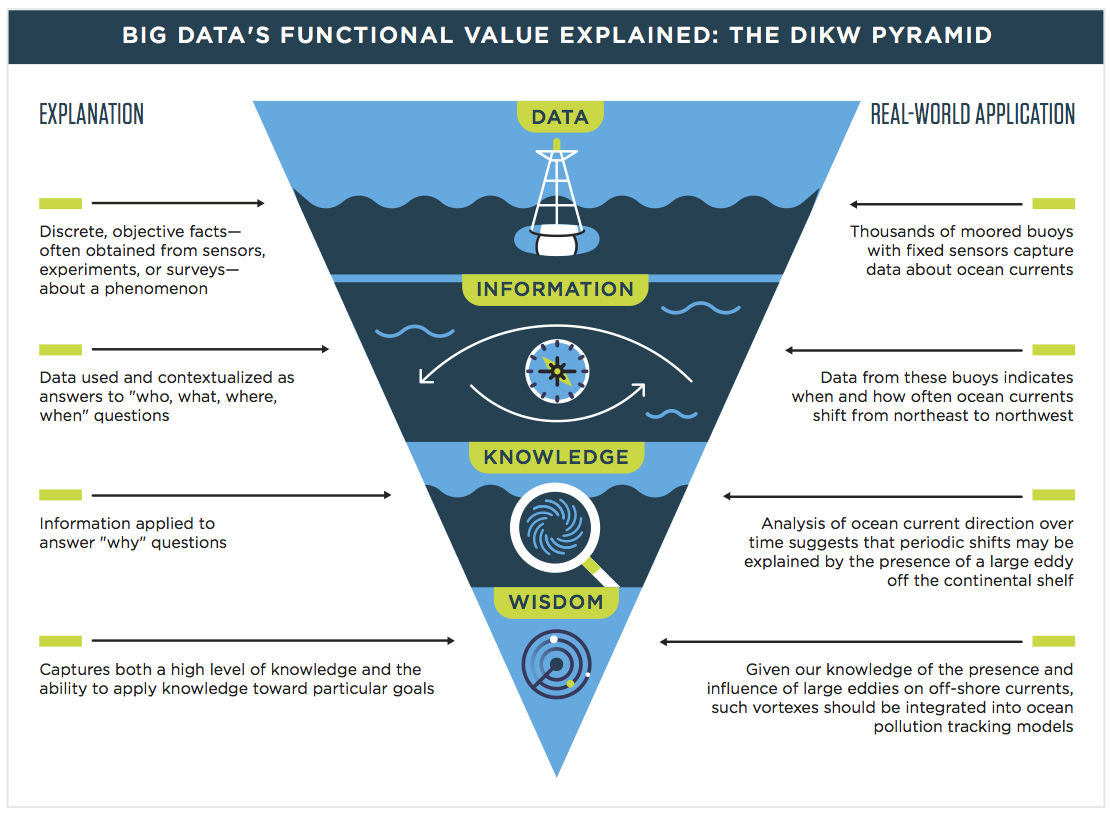 BIG DATA'S FUNCTIONAL VALUE EXPLAINED: THE DIKW PYRAMID
EXPLANATION
REAL-WORLD APPLICATION
DATA
Discrete, objective facts—
often obtained from sensors,
experiments, or surveys—
about a phenomenon
Thousands of moored buoys
with fixed sensors capture
data about ocean currents
INFORMATION
Data used and contextualized as
answers to "who, what, where,
when" questions
Data from these buoys indicates
when and how often ocean currents
shift from northeast to northwest
KNOWLEDGE
Information applied to
answer "why" questions
Analysis of ocean current direction over
time suggests that periodic shifts may be
explained by the presence of a large eddy
off the continental shelf
WISDOM
Captures both a high level of knowledge and the
ability to apply knowledge toward particular goals
Given our knowledge of the presence and
influence of large eddies on off-shore currents,
such vortexes should be integrated into ocean
pollution tracking models